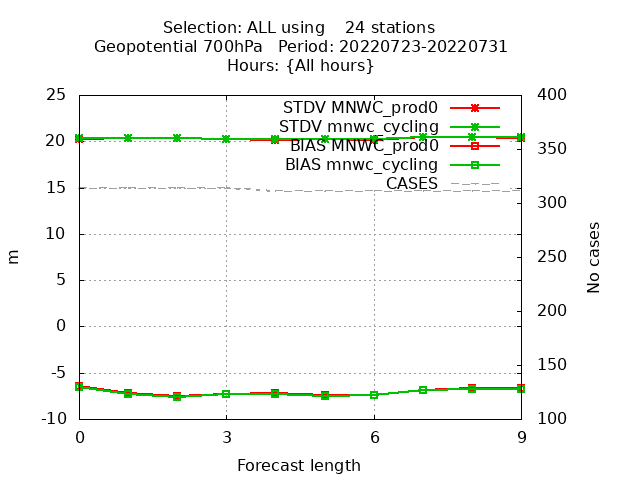 Selection: ALL using    24 stations
Geopotential 700hPa   Period: 20220723-20220731
Hours: {All hours}
25
20
15
10
5
0
-5
-10
m
400
350
300
250
200
150
100
No cases
STDV MNWC_prod0
STDV mnwc_cycling
BIAS MNWC_prod0
BIAS mnwc_cycling
CASES
0
3
6
9
Forecast length